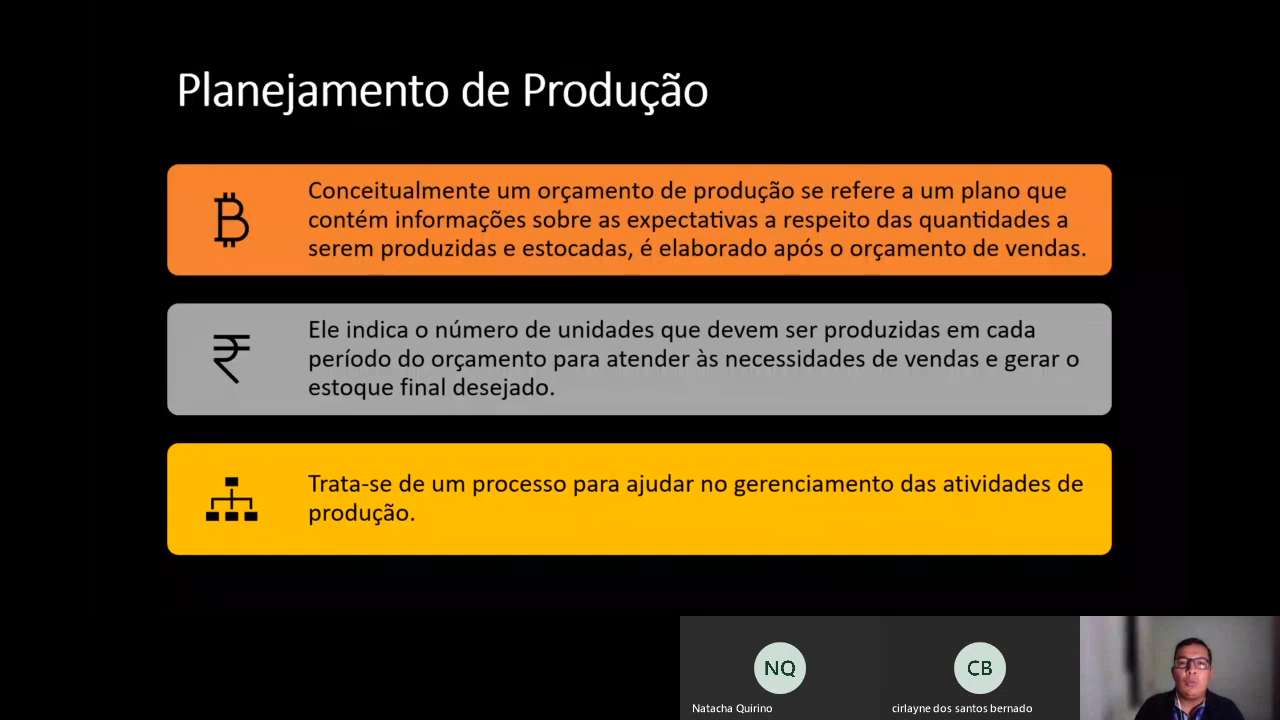 Planejamento de Produção
Conceitualmente um orçamento de produção se refere a um plano que
contém informações sobre as expectativas a respeito das quantidades a
serem produzidas e estocadas, é elaborado após o orçamento de vendas.
Ele indica o número de unidades que devem ser produzidas em cada
período do orçamento para atender às necessidades de vendas e gerar o
estoque final desejado.
Trata-se de um processo para ajudar no gerenciamento das atividades de
produção.
NQ
CB
Natacha Quirino
cirlayne dos santos bernado